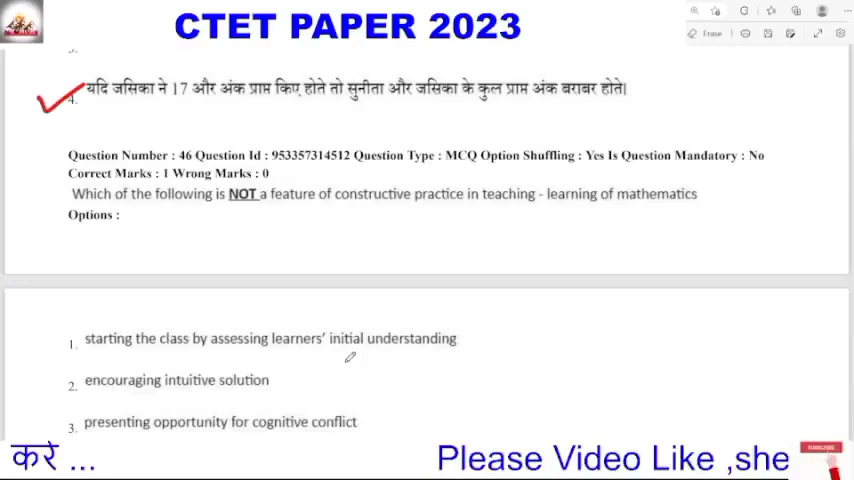 CTET PAPER 2023
Erase
यदि जसिका ने 17 और अंक प्राप्त किए होते तो सुनीता और जसिका के कुल प्राप्त अंक बराबर होते।
4.
Question Number : 46 Question Id : 953357314512 Question Type : MCQ Option Shuffling : Yes Is Question Mandatory : No
Correct Marks : 1 Wrong Marks : 0
Which of the following is NOT a feature of constructive practice in teaching - learning of mathematics
Options :
1. starting the class by assessing learners’ initial understanding
2. encouraging intuitive solution
3. presenting opportunity for cognitive conflict
करे ... Please Video Like ,she
SUBSCRIBE